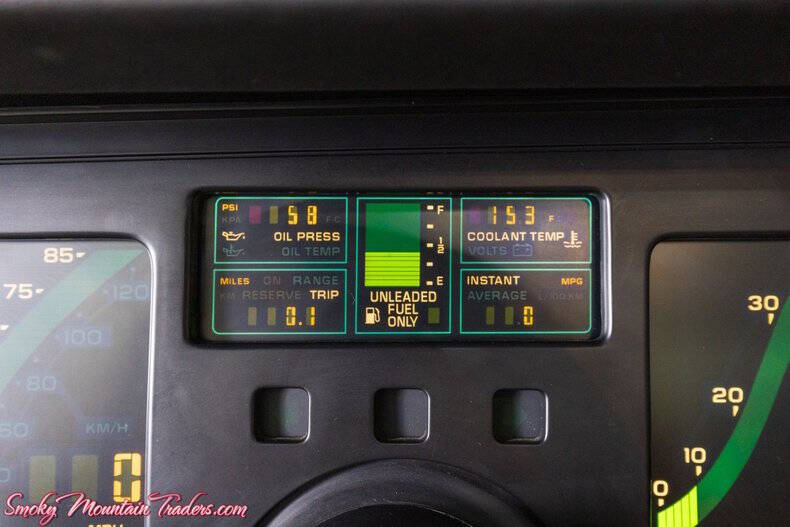 85
75
120
100
80
60
KM/H
0
MPH
PSI
KPA
58
F C
OIL PRESS
OIL TEMP
MILES
ON RANGE
KM
RESERVE TRIP
0.1
F
1/2
E
UNLEADED
FUEL
ONLY
153 F
COOLANT TEMP
VOLTS
INSTANT MPG
AVERAGE L/100 KM
0
30
20
10
0
Smoky Mountain Traders.com